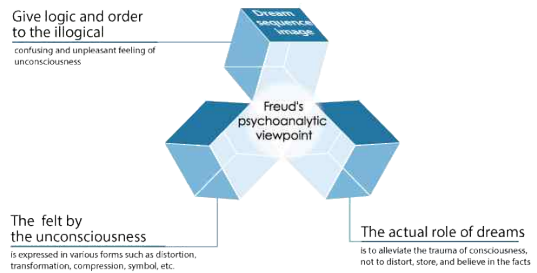 Give logic and order
to the illogical
confusing and unpleasant feeling of
unconsciousness
Dream
sequence
image
Freud's
psychoanalytic
viewpoint
The felt by
the unconsciousness
is expressed in various forms such as distortion,
transformation, compression, symbol, etc.
The actual role of dreams
is to alleviate the trauma of consciousness,
not to distort, store, and believe in the facts